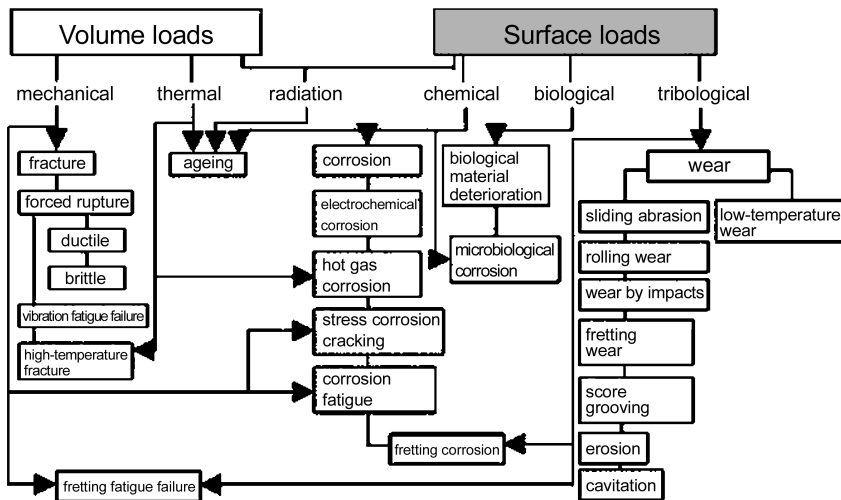 Volume loads
Surface loads
mechanical
thermal
radiation
chemical
biological
tribological
fracture
forced rupture
ductile
brittle
vibration fatigue failure
high-temperature
fracture
ageing
corrosion
electrochemical
corrosion
hot gas
corrosion
stress corrosion
cracking
corrosion
fatigue
fretting corrosion
fretting fatigue failure
biological
material
deterioration
microbiological
corrosion
wear
sliding abrasion
low-temperature
wear
rolling wear
wear by impacts
fretting
wear
score
grooving
erosion
cavitation